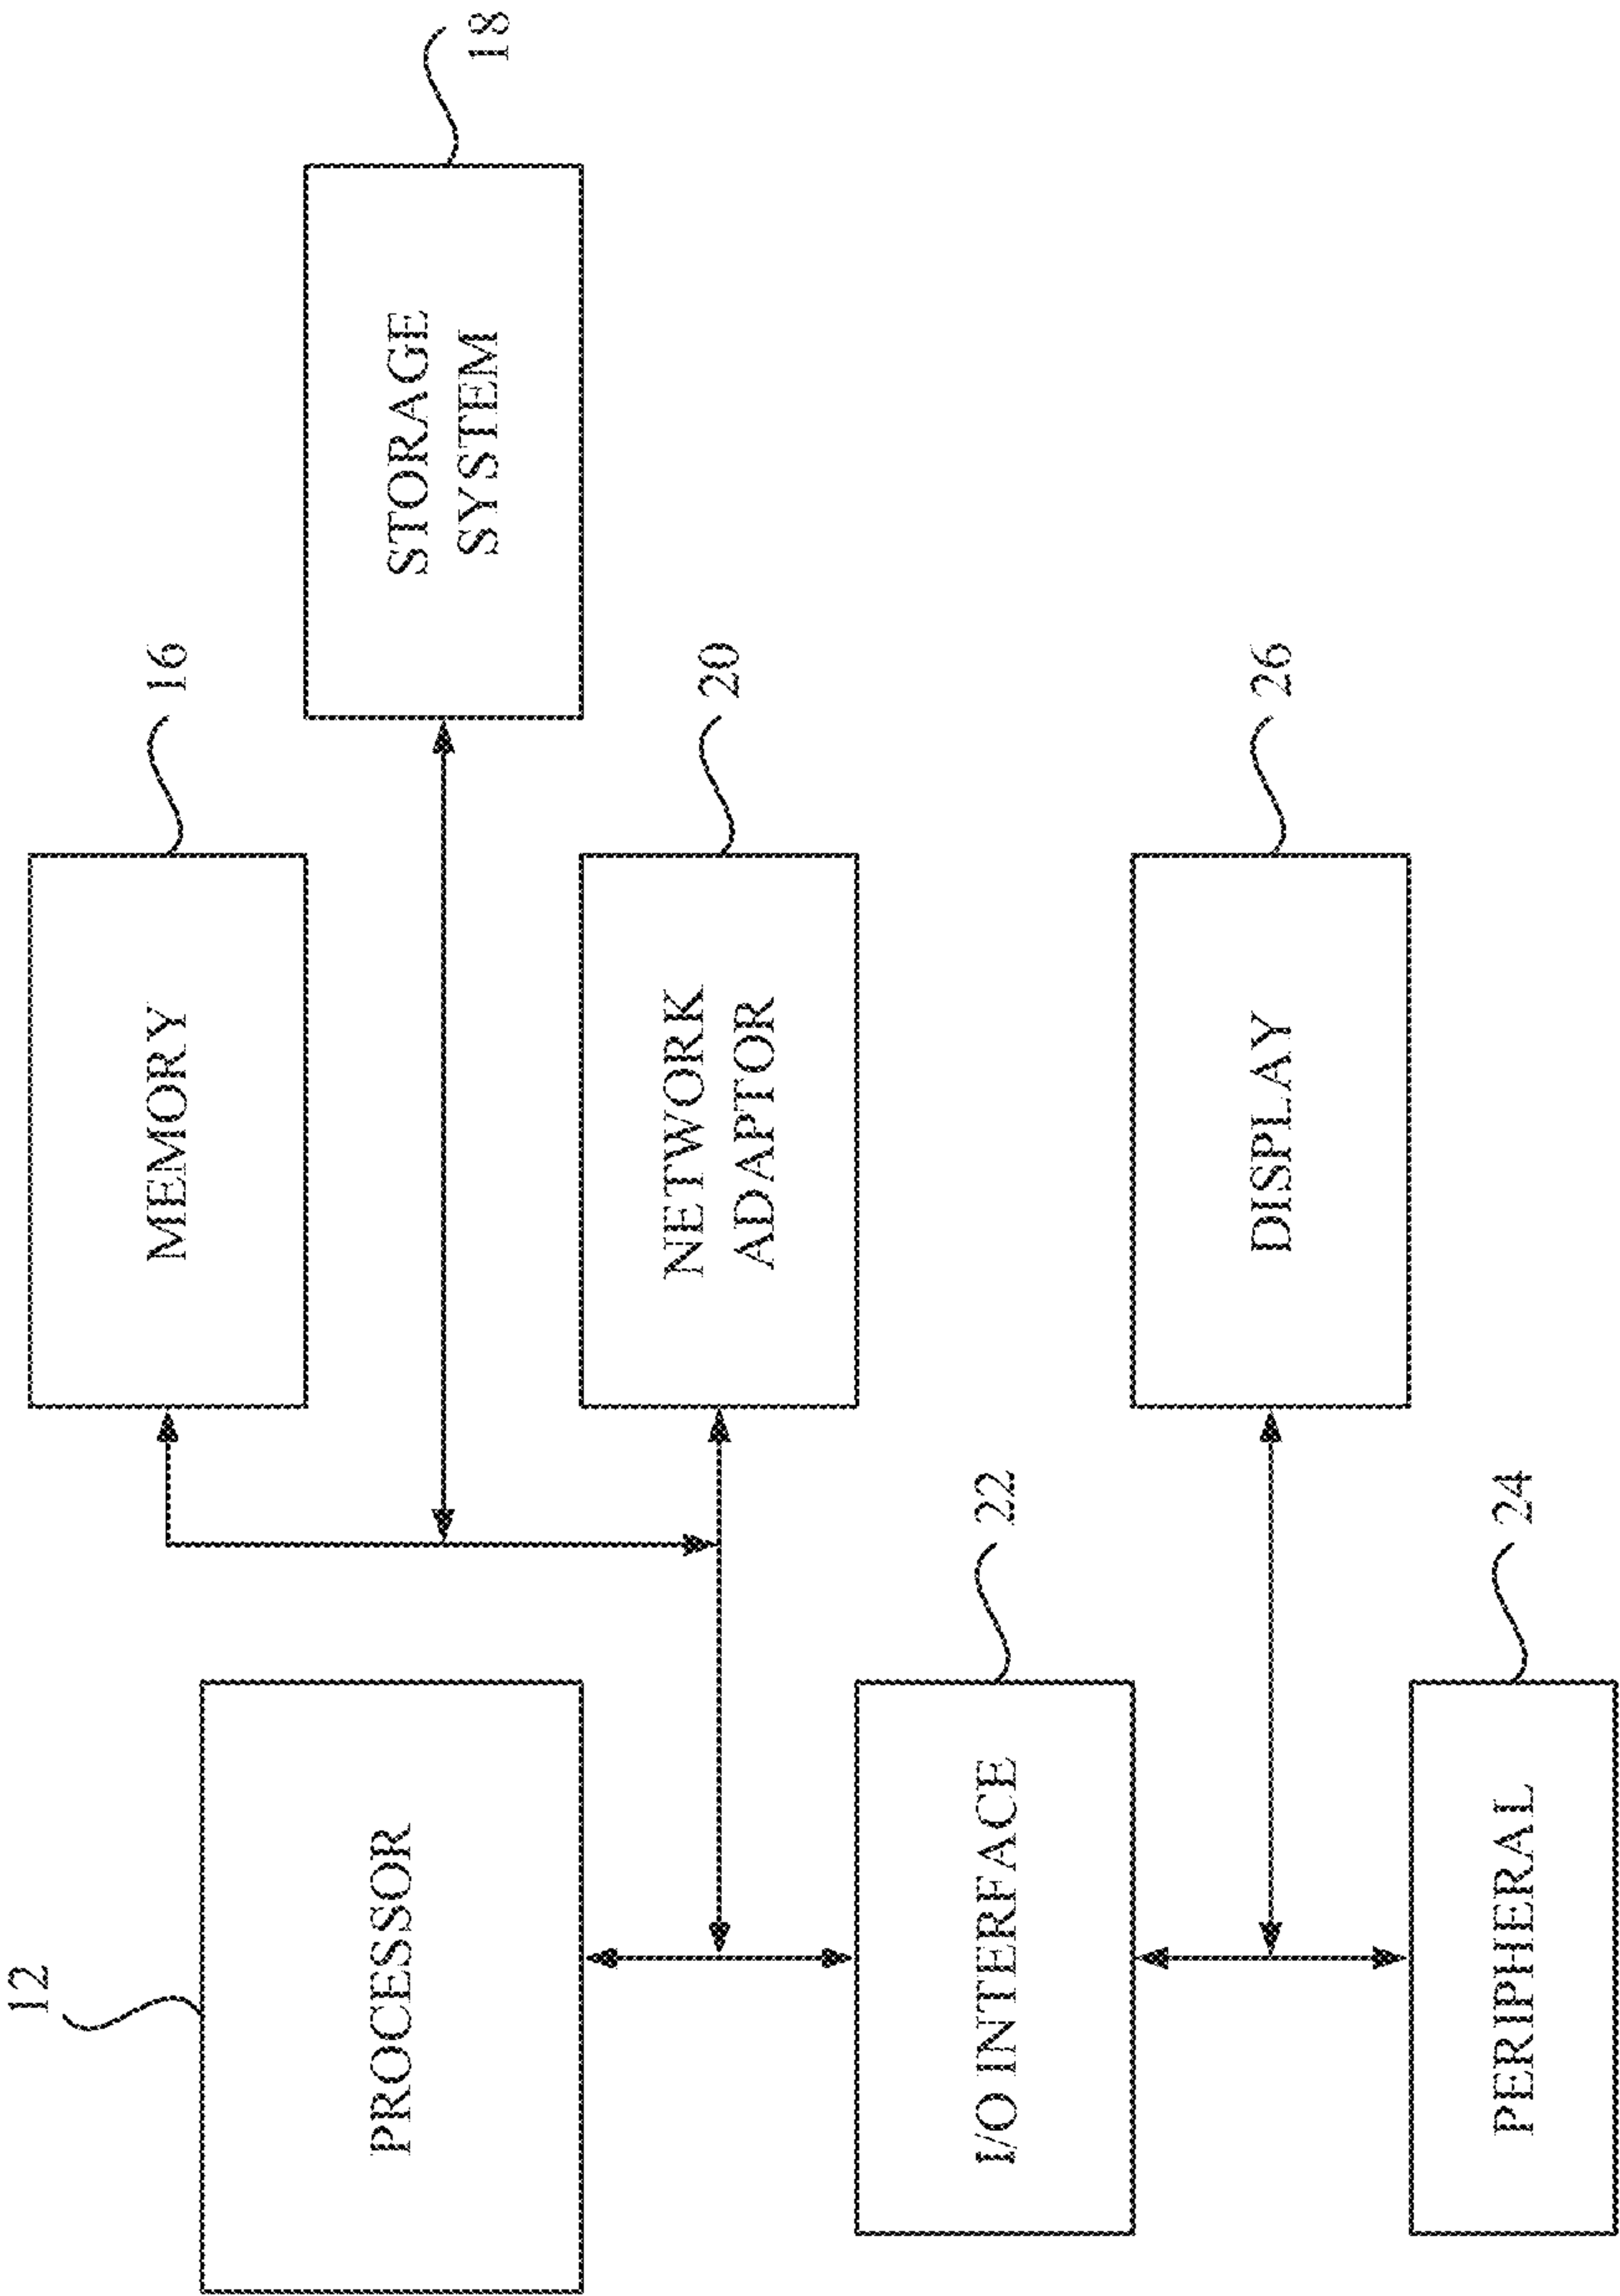 12
PROCESSOR
MEMORY
16
STORAGE
SYSTEM
18
NETWORK
ADAPTOR
20
I/O INTERFACE
22
DISPLAY
26
PERIPHERAL
24